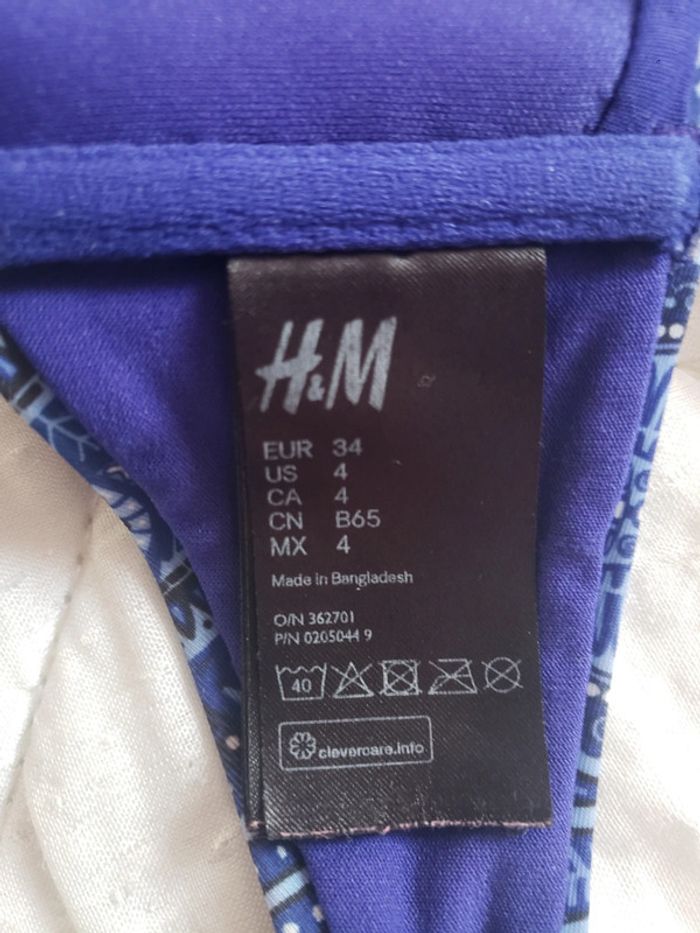 H&M
EUR 34
US 4
CA 4
CN B65
MX 4
Made in Bangladesh
O/N 362701
P/N 0205044 9
40
clevercare.info